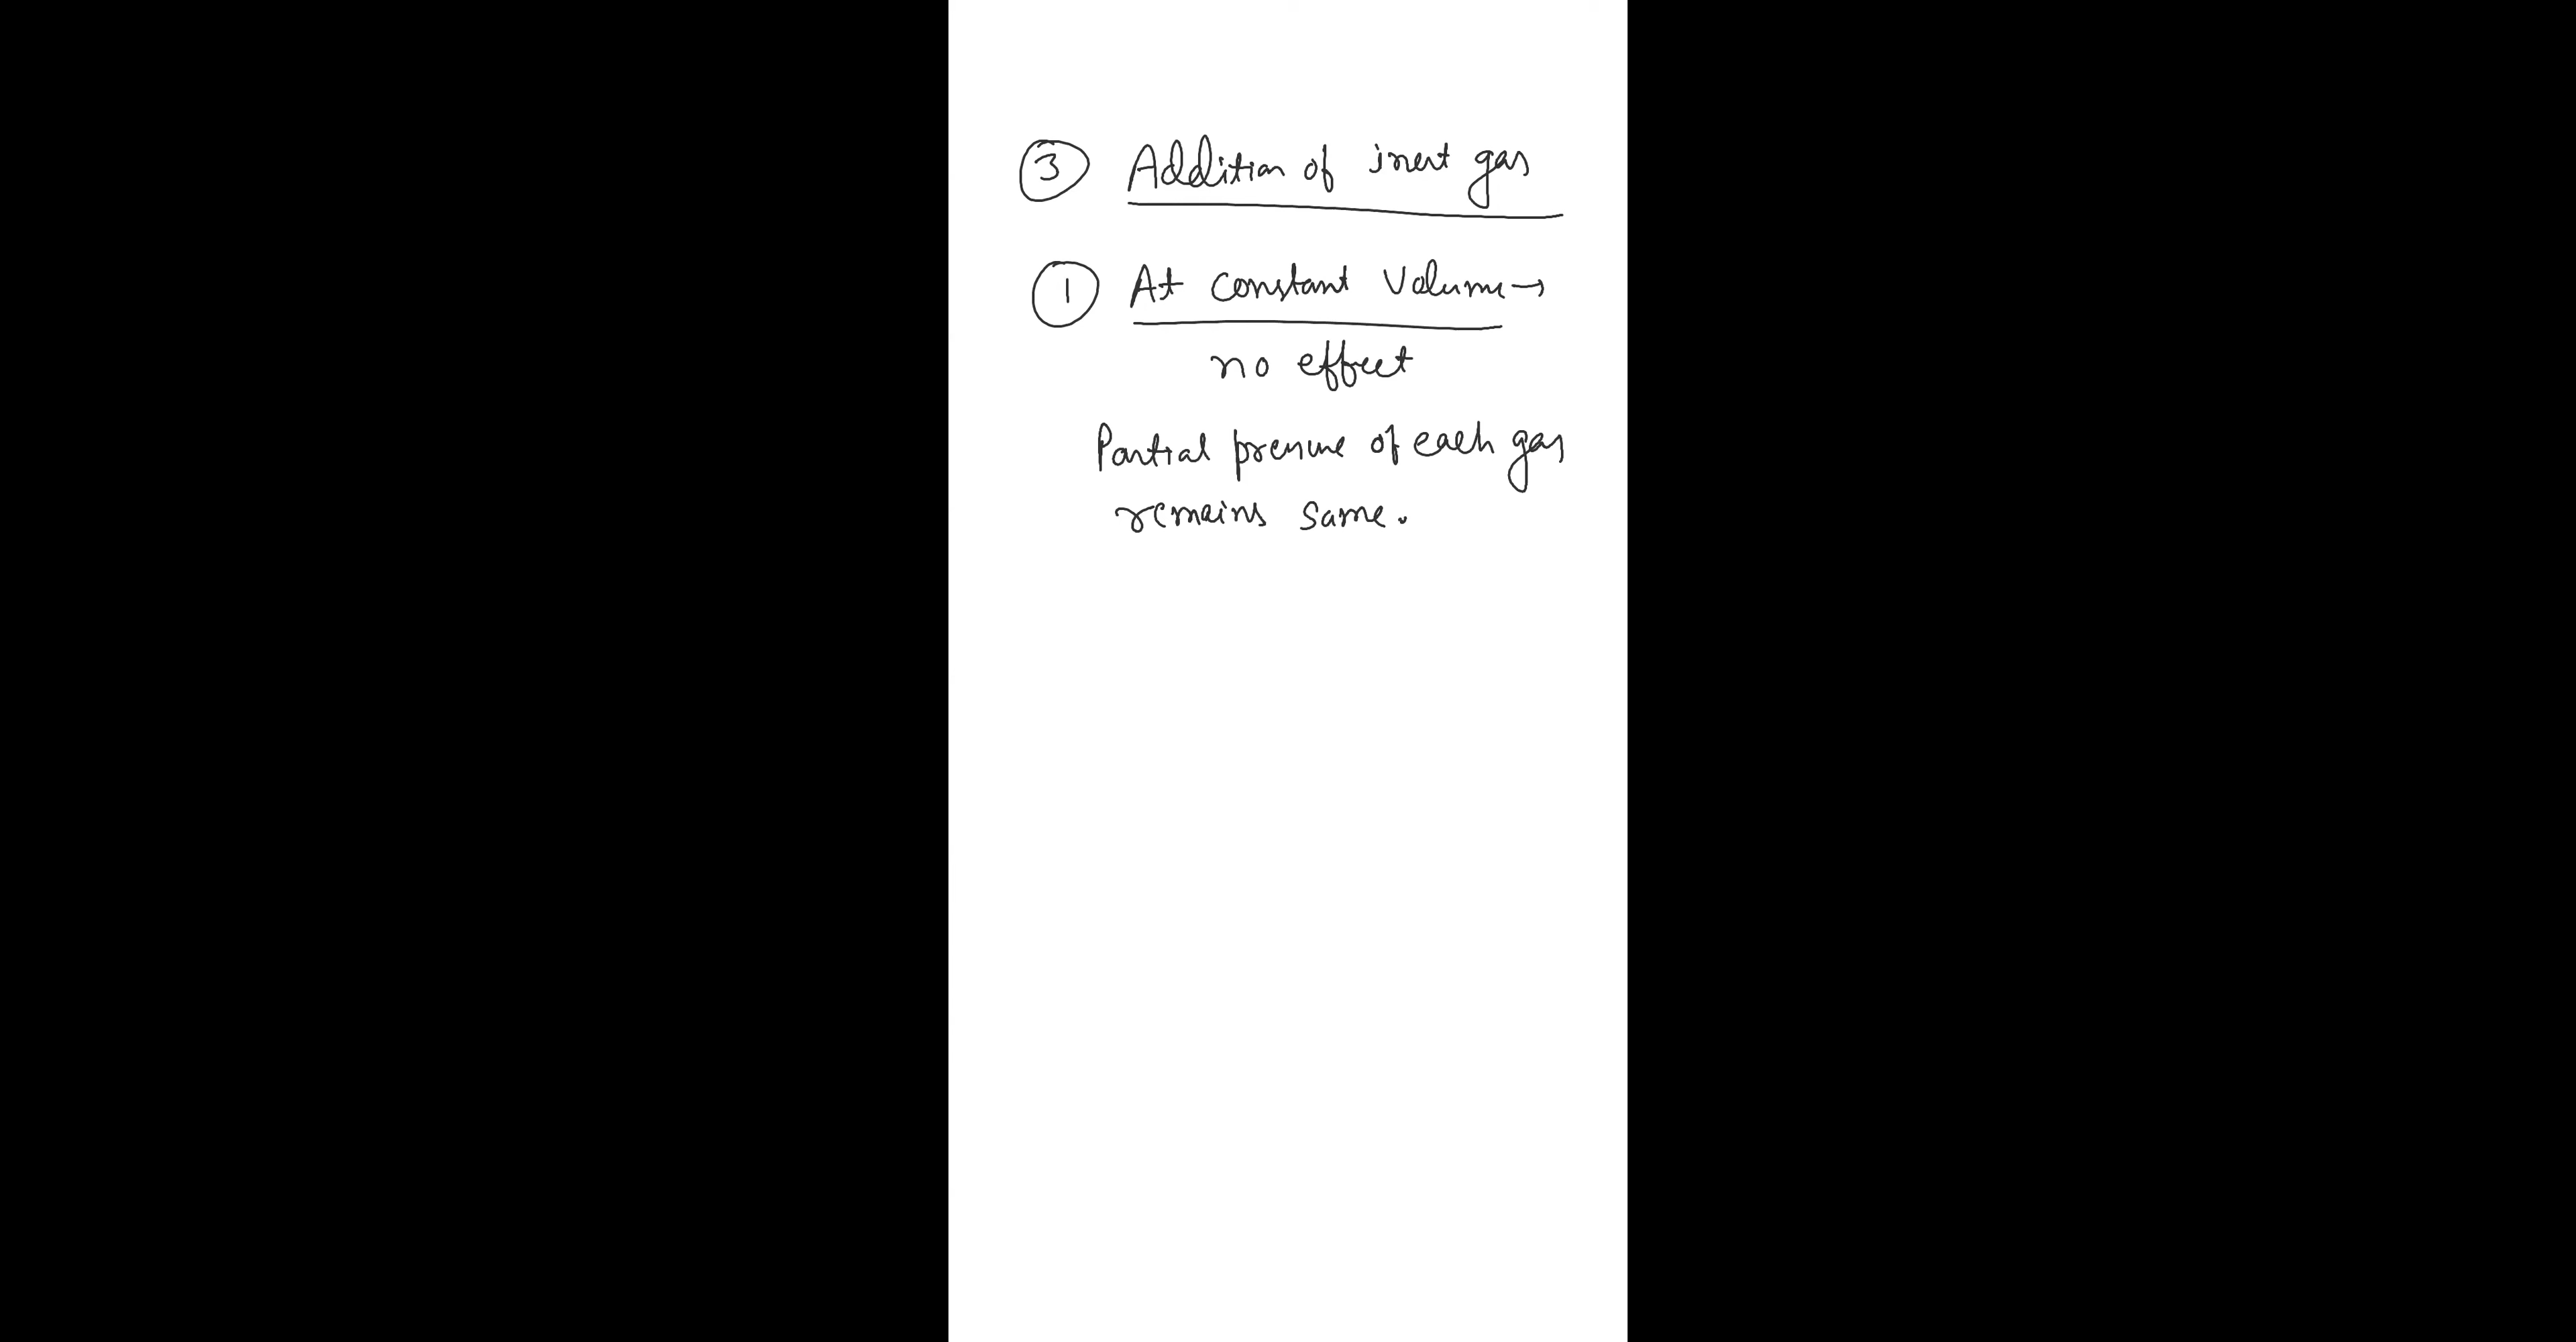 ③ Addition of inert gas
① At constant Volume →
no effect
Partial pressure of each gas
remains same.